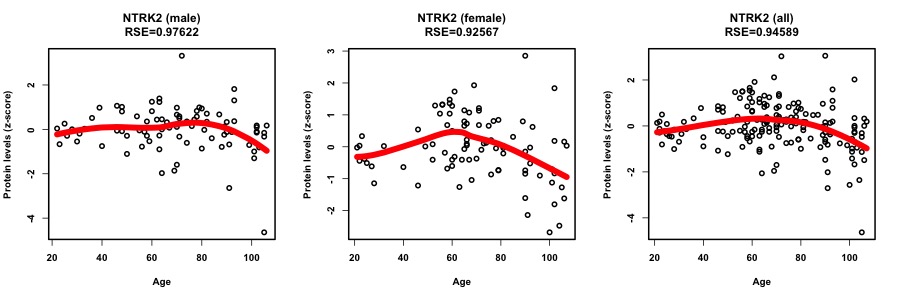 NTRK2 (male)
RSE=0.97622
Protein levels (z-score)
2
0
-2
-4
20
40
60
80
100
Age
NTRK2 (female)
RSE=0.92567
Protein levels (z-score)
3
2
1
0
-1
-2
20
40
60
80
100
Age
NTRK2 (all)
RSE=0.94589
Protein levels (z-score)
2
0
-2
-4
20
40
60
80
100
Age